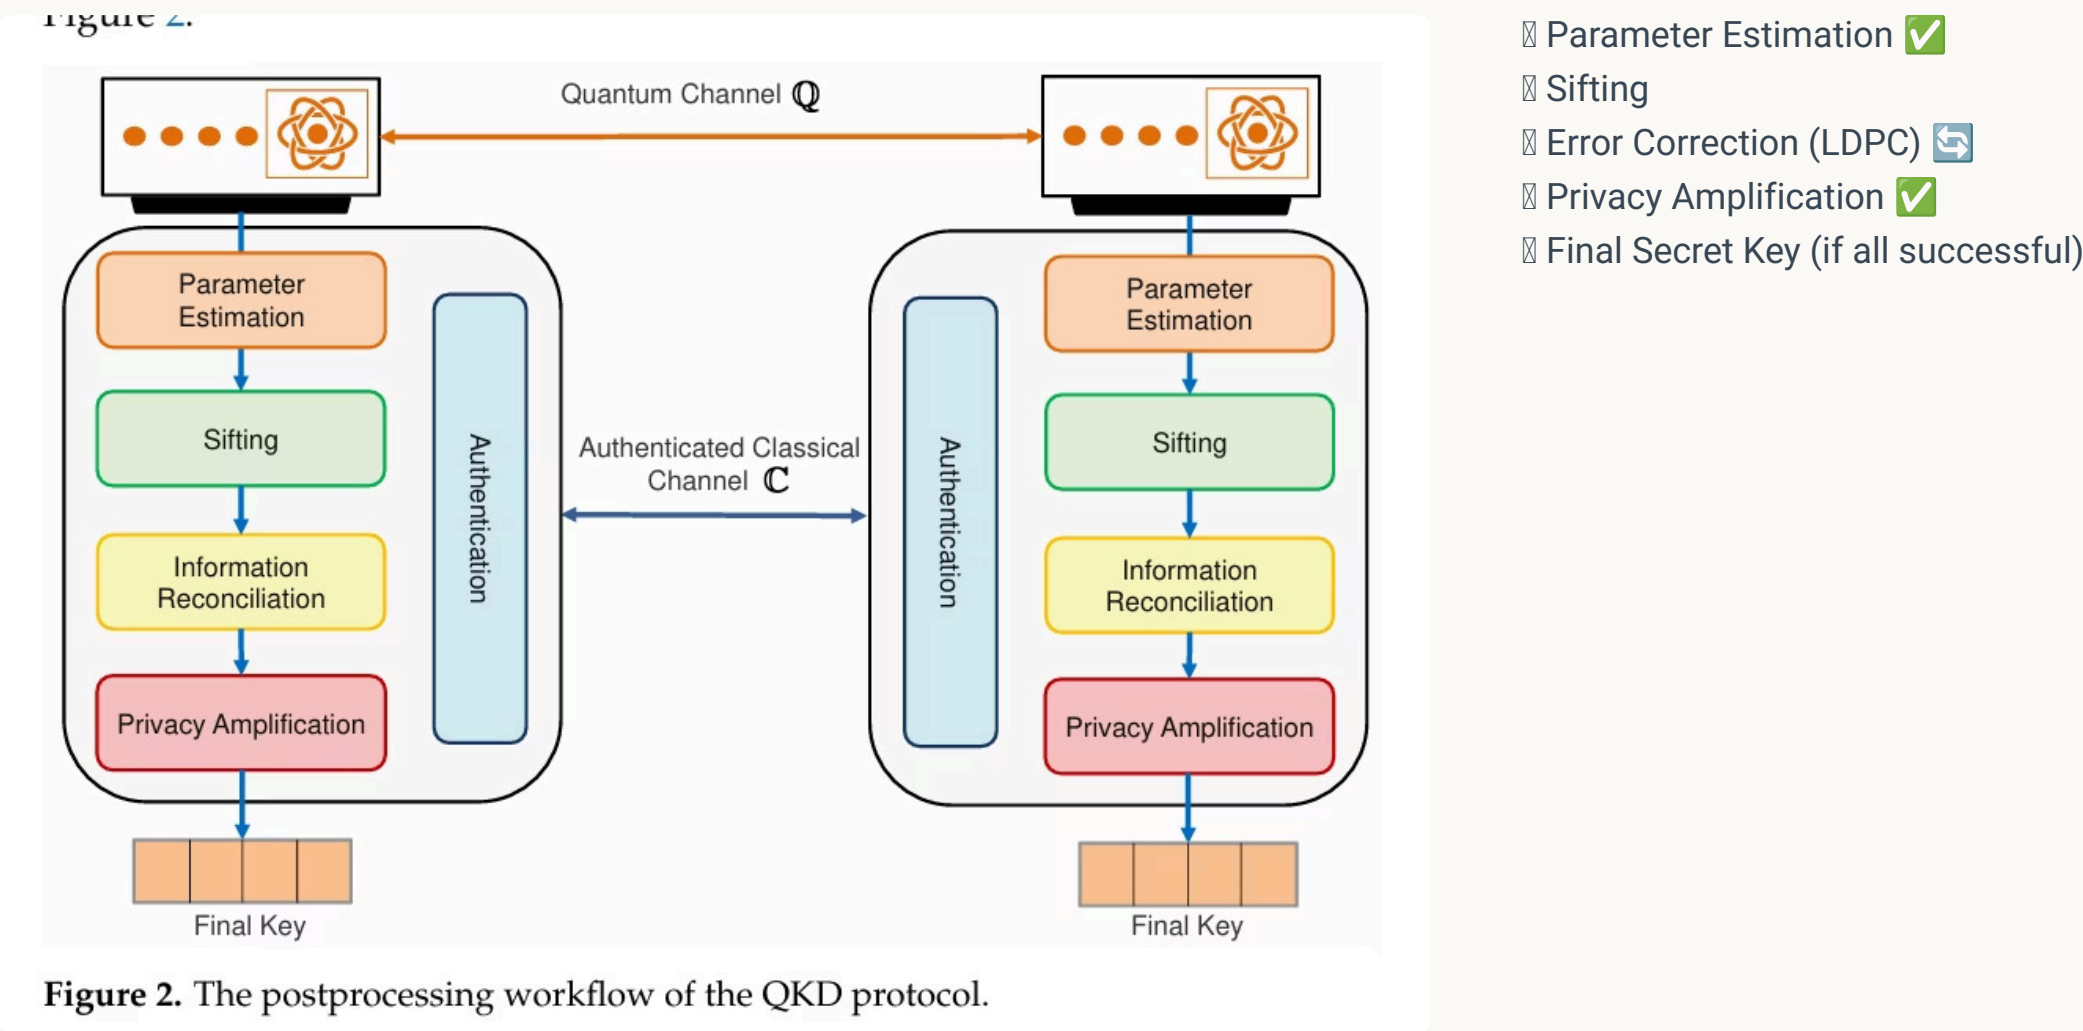 Figure 2.
Quantum Channel ℚ
Parameter
Estimation
Sifting
Information
Reconciliation
Privacy Amplification
Authentication
Final Key
Authenticated Classical
Channel ℂ
Authentication
Parameter
Estimation
Sifting
Information
Reconciliation
Privacy Amplification
Final Key
Figure 2. The postprocessing workflow of the QKD protocol.
Parameter Estimation ✅
Sifting
Error Correction (LDPC) 🔄
Privacy Amplification ✅
Final Secret Key (if all successful)